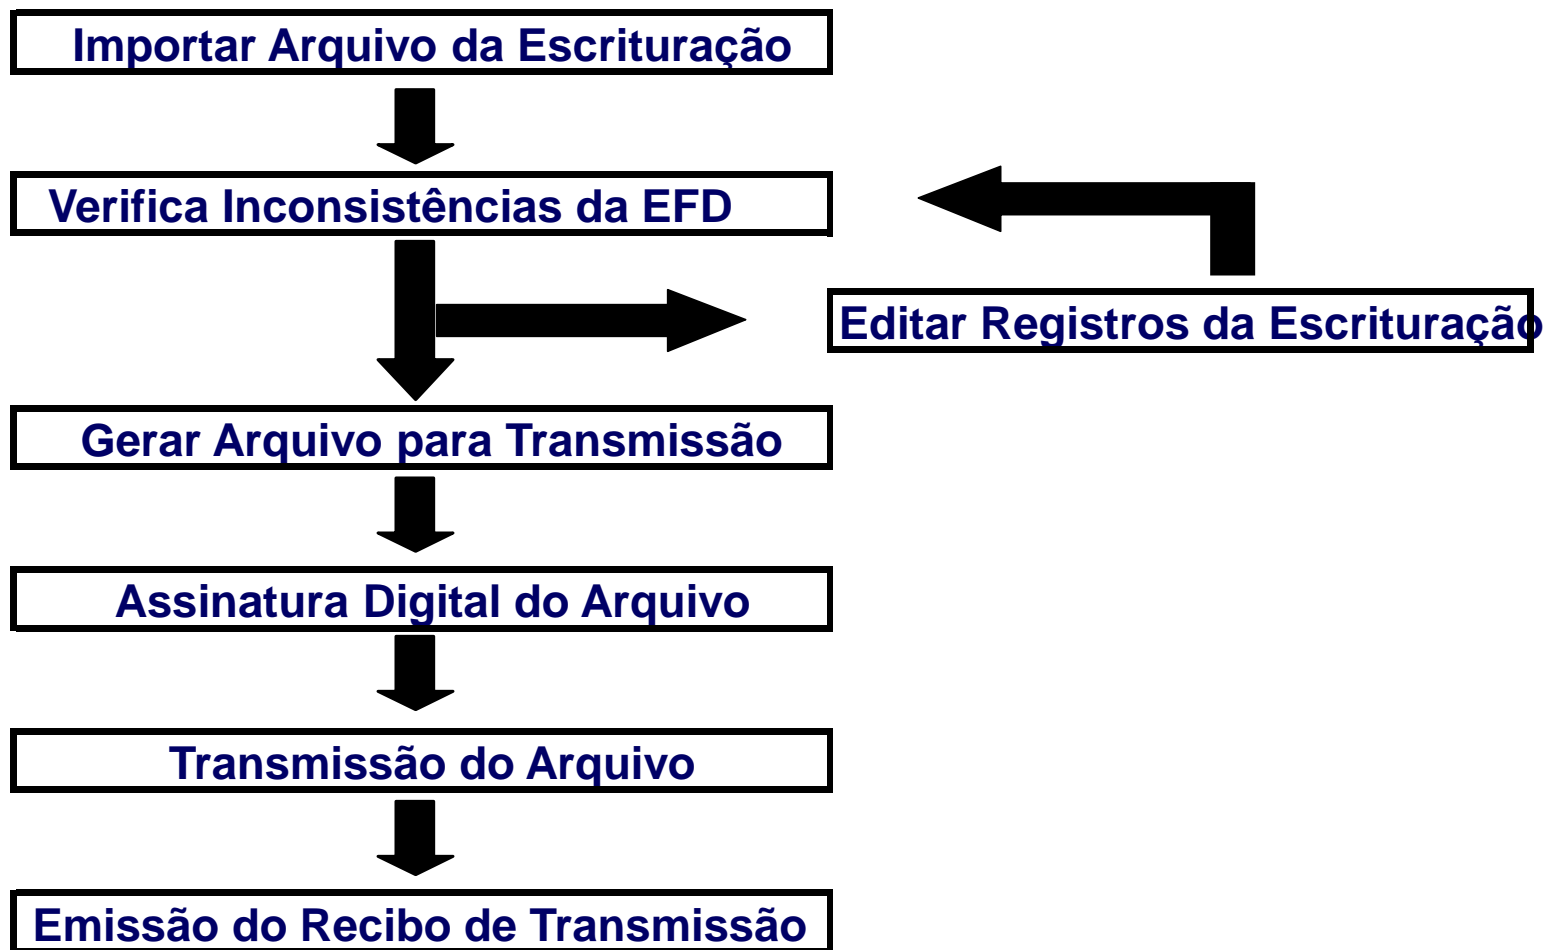 Importar Arquivo da Escrituração
Verifica Inconsistências da EFD
Editar Registros da Escrituração
Gerar Arquivo para Transmissão
Assinatura Digital do Arquivo
Transmissão do Arquivo
Emissão do Recibo de Transmissão